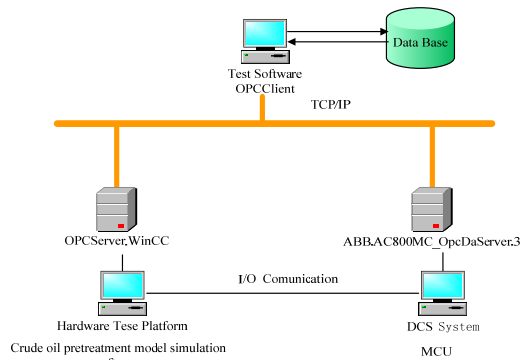 Data Base
Test Software
OPCClient
TCP/IP
OPCServer.WinCC
ABB.AC800MC_OpcDaServer.3
I/O Comunication
Hardware Tese Platform
DCS System
Crude oil pretreatment model simulation
MCU